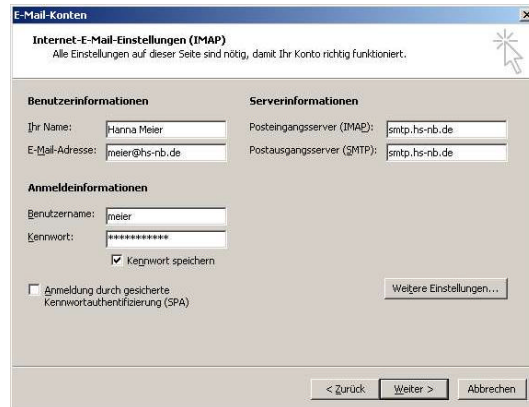 E-Mail-Konten
Internet-E-Mail-Einstellungen (IMAP)
Alle Einstellungen auf dieser Seite sind nötig, damit Ihr Konto richtig funktioniert.
Benutzerinformationen
Ihr Name: Hanna Meier
E-Mail-Adresse: meier@hs-nb.de
Serverinformationen
Posteingangsserver (IMAP): smtp.hs-nb.de
Postausgangsserver (SMTP): smtp.hs-nb.de
Anmeldeinformationen
Benutzername: meier
Kennwort: ***********
Kennwort speichern
Anmeldung durch gesicherte
Kennwortauthentifizierung (SPA)
Weitere Einstellungen...
< Zurück
Weiter >
Abbrechen